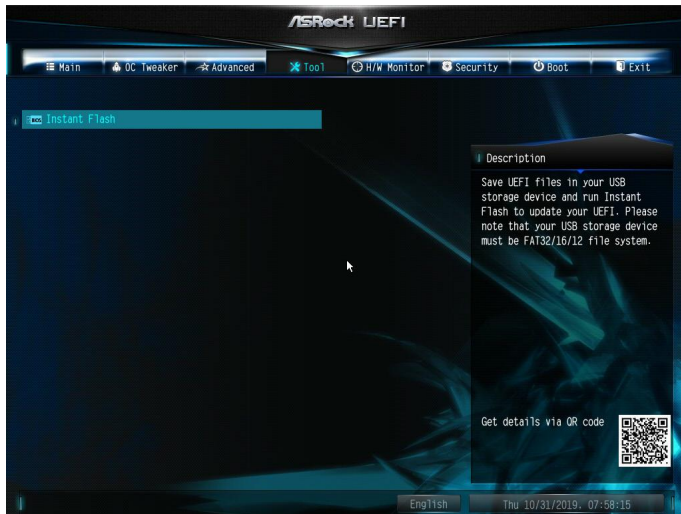 ASRock UEFI
Main
OC Tweaker
Advanced
Tool
H/W Monitor
Security
Boot
Exit
BIOS
Instant Flash
Description
Save UEFI files in your USB
storage device and run Instant
Flash to update your UEFI. Please
note that your USB storage device
must be FAT32/16/12 file system.
Get details via QR code
English
Thu 10/31/2019. 07:58:15